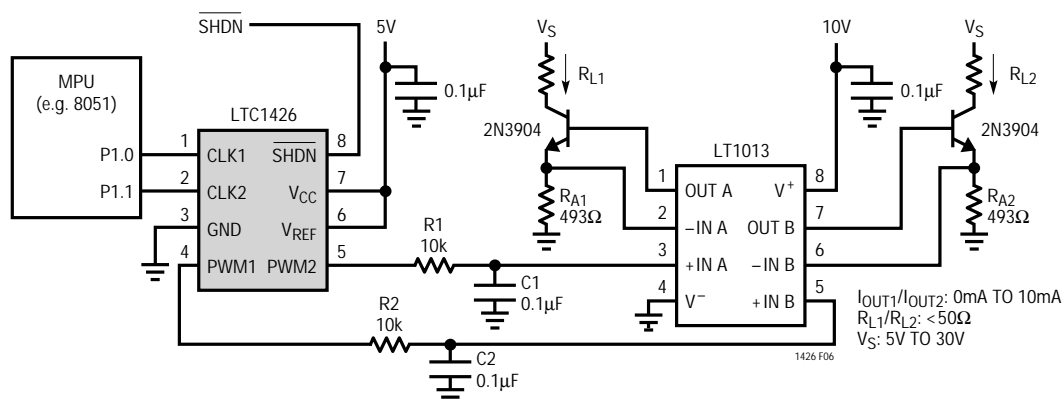 SHDN
5V
VS
10V
VS
MPU
(e.g. 8051)
0.1µF
RL1
0.1µF
RL2
LTC1426
2N3904
2N3904
LT1013
P1.0
1
CLK1
SHDN
8
P1.1
2
CLK2
VCC
7
3
GND
VREF
6
4
PWM1
PWM2
5
R1
10k
C1
0.1µF
R2
10k
C2
0.1µF
RA1
493Ω
1
OUT A
V+
8
2
−IN A
OUT B
7
3
+IN A
−IN B
6
4
V−
+IN B
5
RA2
493Ω
IOUT1/IOUT2: 0mA TO 10mA
RL1/RL2: <50Ω
VS: 5V TO 30V
1426 F06